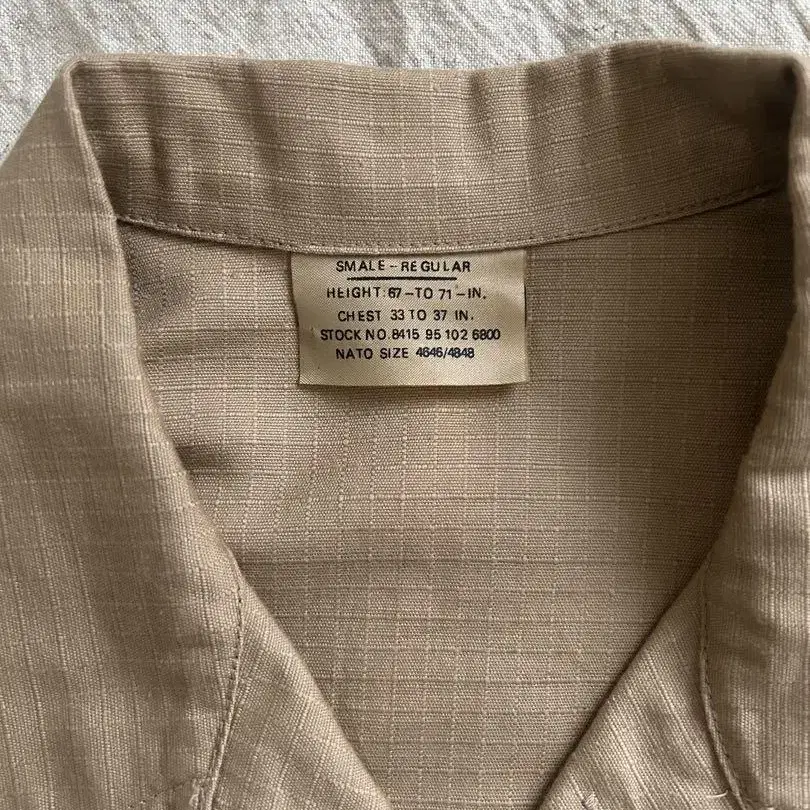 SMALE-REGULAR
HEIGHT.67-TO 71-IN.
CHEST 33 TO 37 IN.
STOCK NO.8415 95 102 6800
NATO SIZE 4646/4848